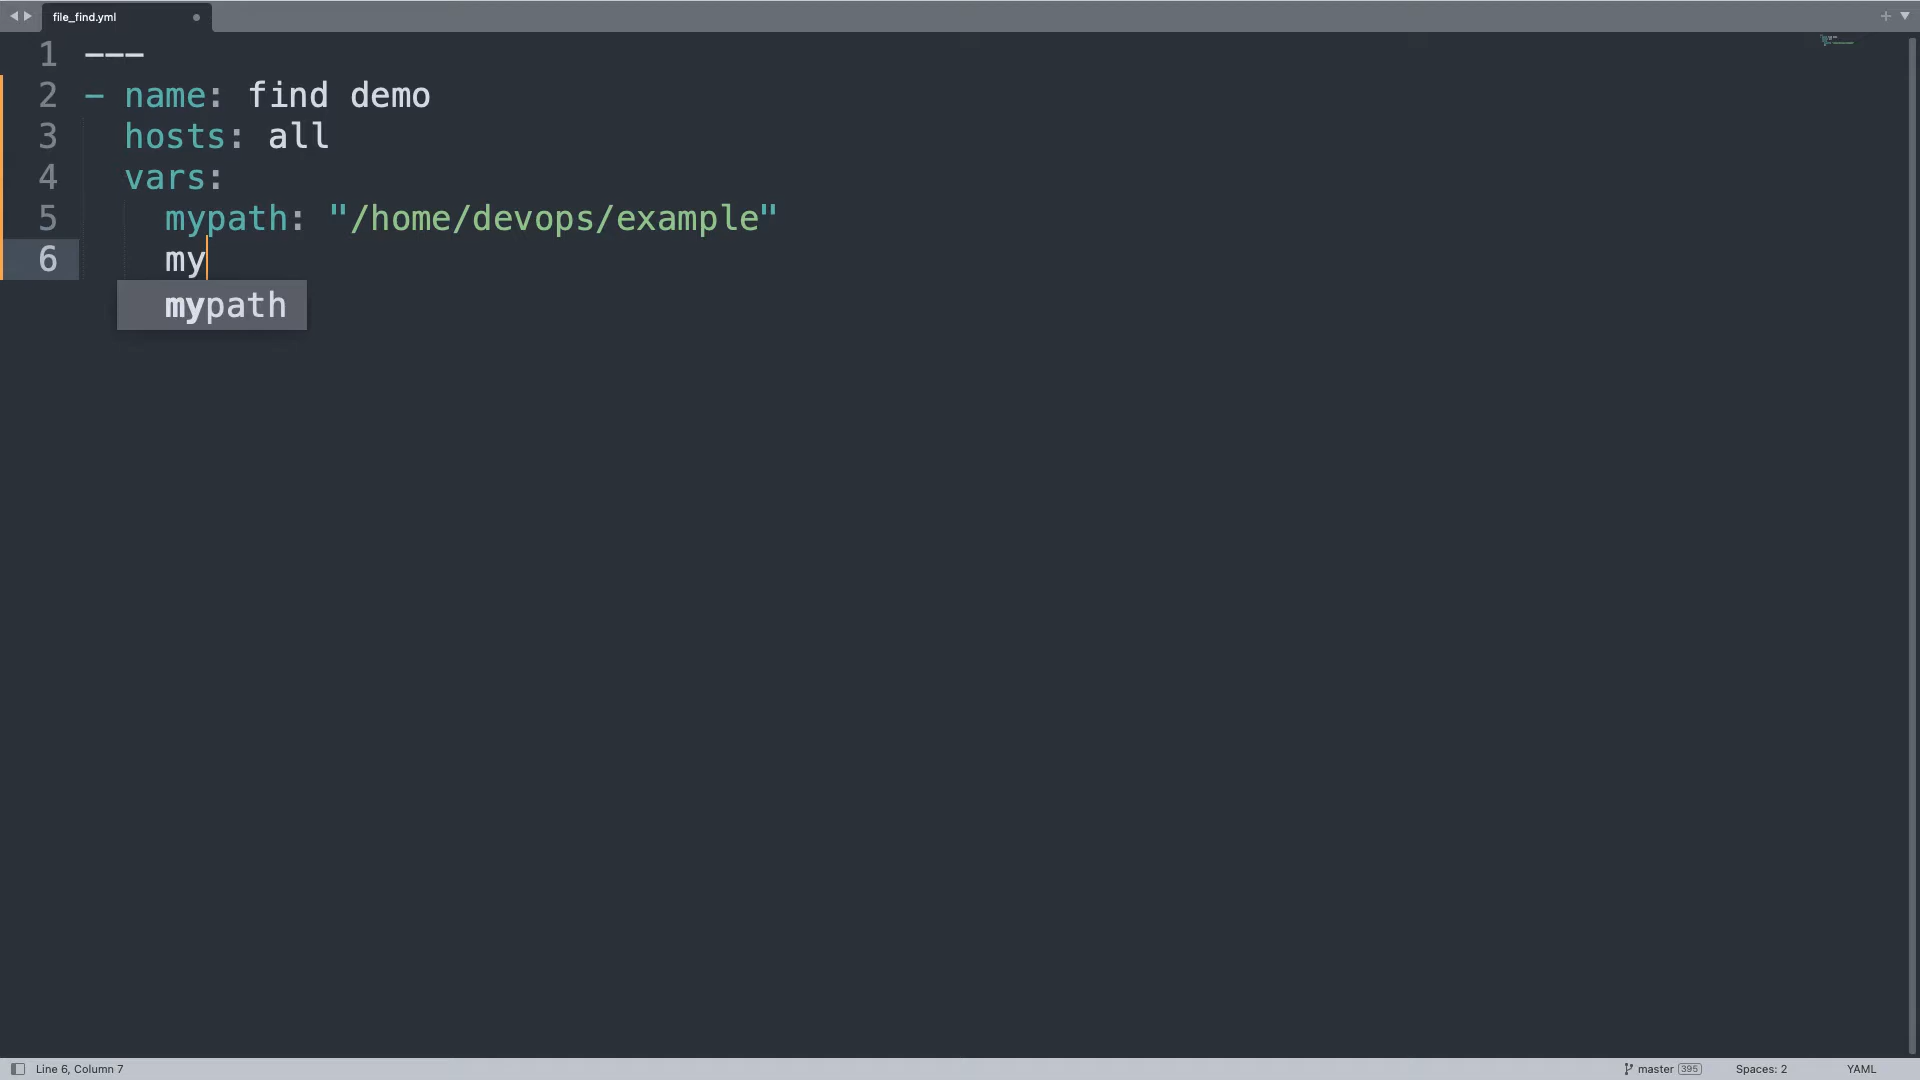 file_find.yml
1 ---
2 - name: find demo
3 hosts: all
4 vars:
5 mypath: "/home/devops/example"
6 my
mypath
Line 6, Column 7 master 395 Spaces: 2 YAML